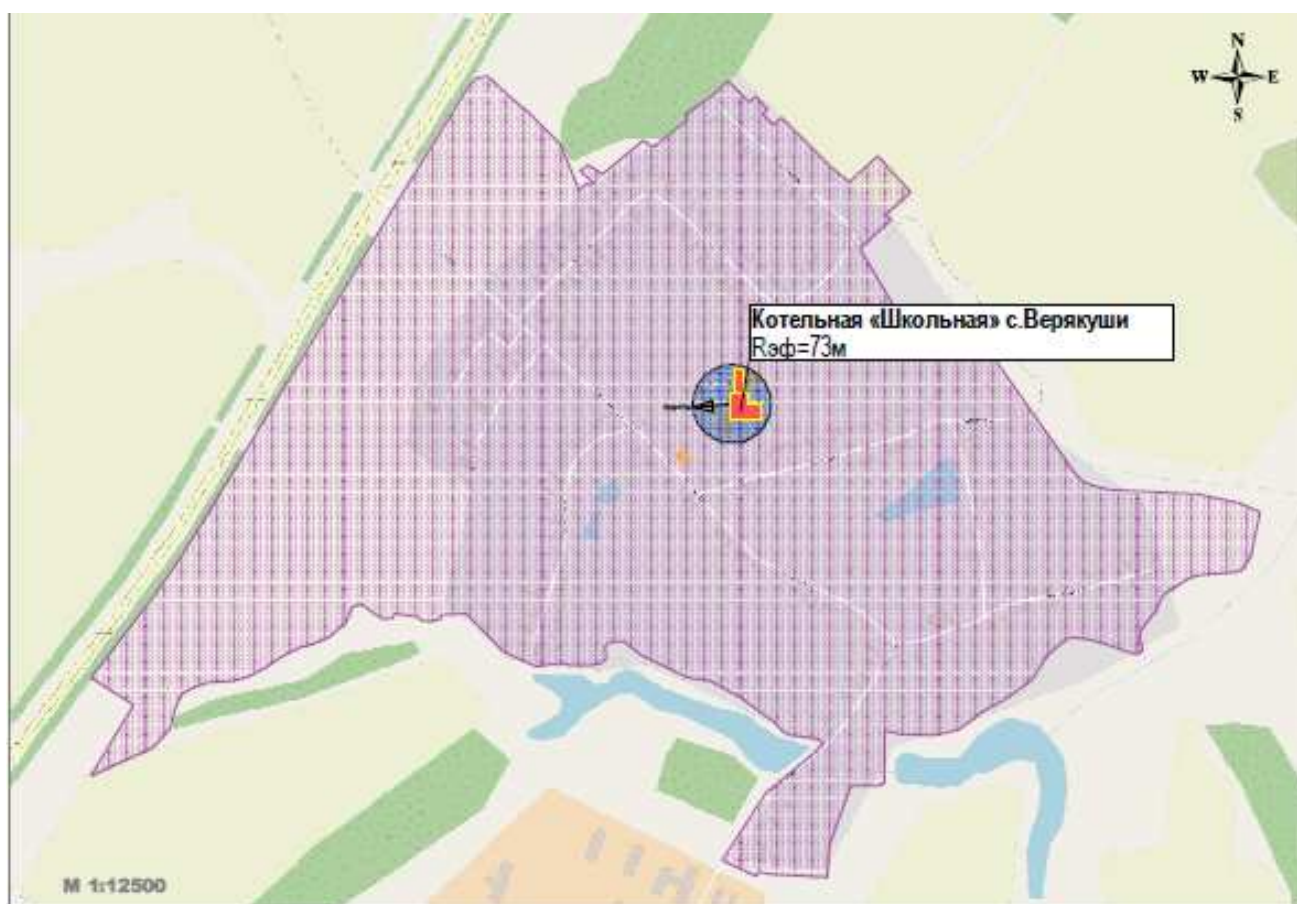 N
W E
S
Котельная «Школьная» с.Верякуши
Rэф=73м
М 1:12500